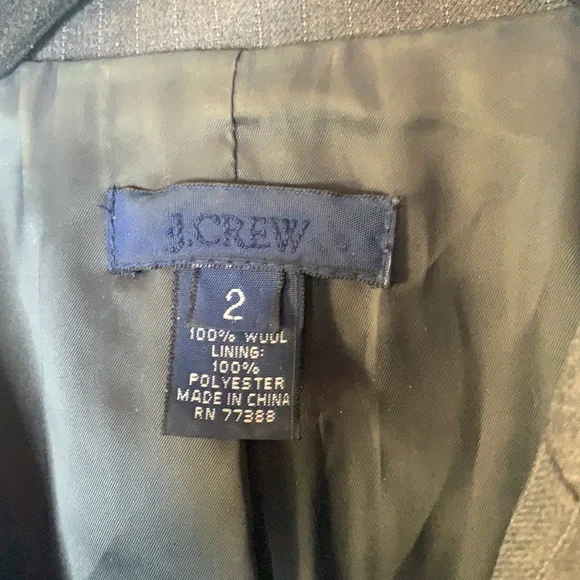 J.CREW
2
100% WOOL
LINING:
100%
POLYESTER
MADE IN CHINA
RN 77388